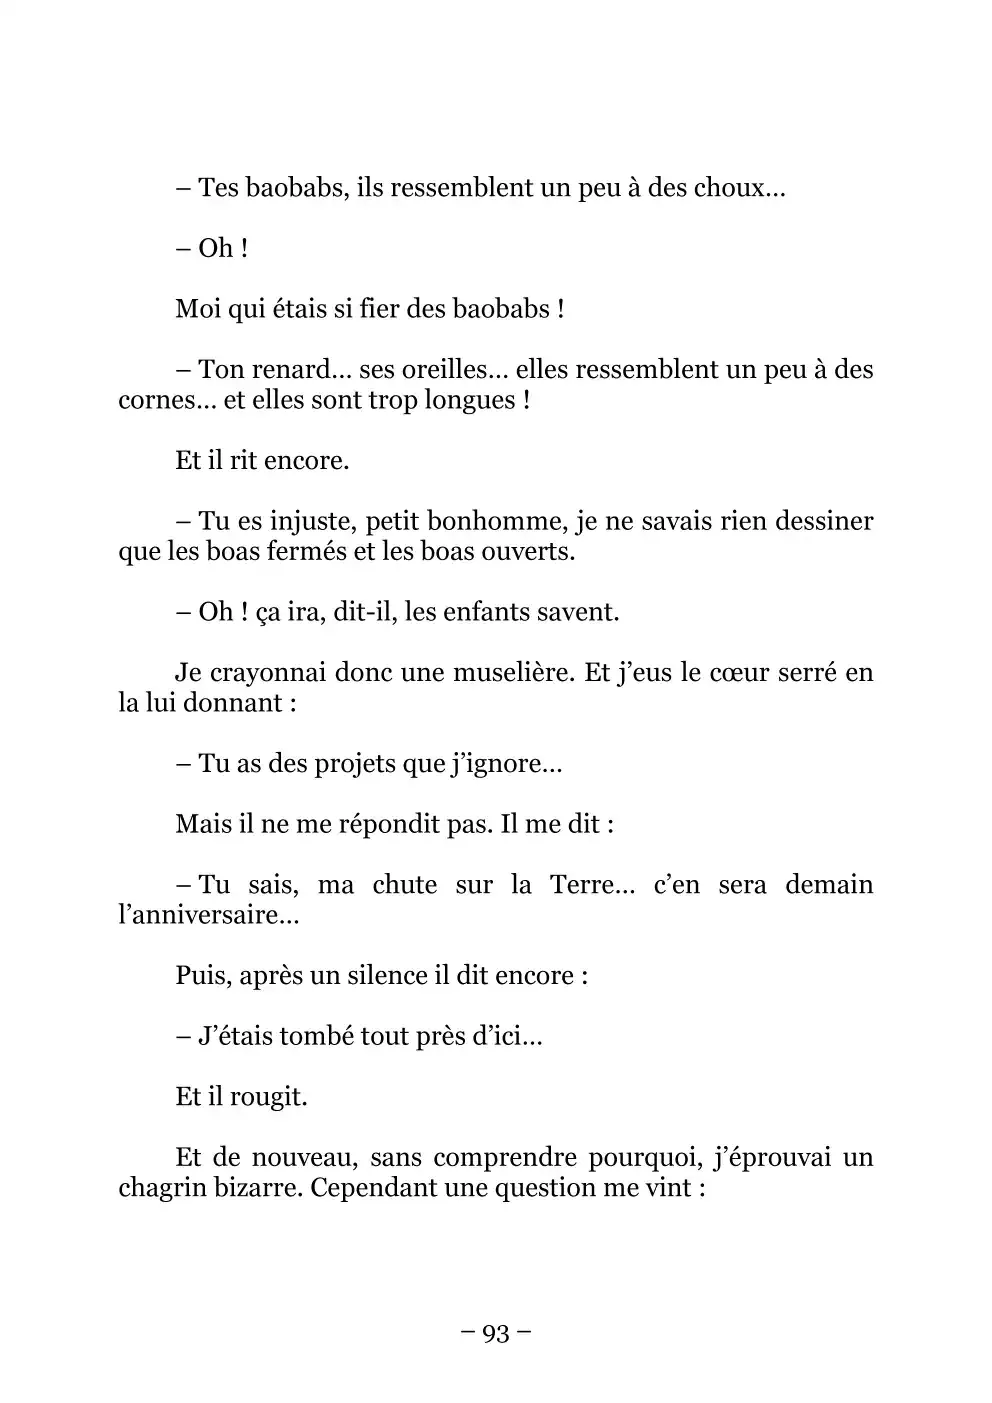 – Tes baobabs, ils ressemblent un peu à des choux…
– Oh !
Moi qui étais si fier des baobabs !
– Ton renard… ses oreilles… elles ressemblent un peu à des
cornes… et elles sont trop longues !
Et il rit encore.
– Tu es injuste, petit bonhomme, je ne savais rien dessiner
que les boas fermés et les boas ouverts.
– Oh ! ça ira, dit-il, les enfants savent.
Je crayonnai donc une muselière. Et j’eus le cœur serré en
la lui donnant :
– Tu as des projets que j’ignore…
Mais il ne me répondit pas. Il me dit :
– Tu sais, ma chute sur la Terre… c’en sera demain
l’anniversaire…
Puis, après un silence il dit encore :
– J’étais tombé tout près d’ici…
Et il rougit.
Et de nouveau, sans comprendre pourquoi, j’éprouvai un
chagrin bizarre. Cependant une question me vint :
– 93 –